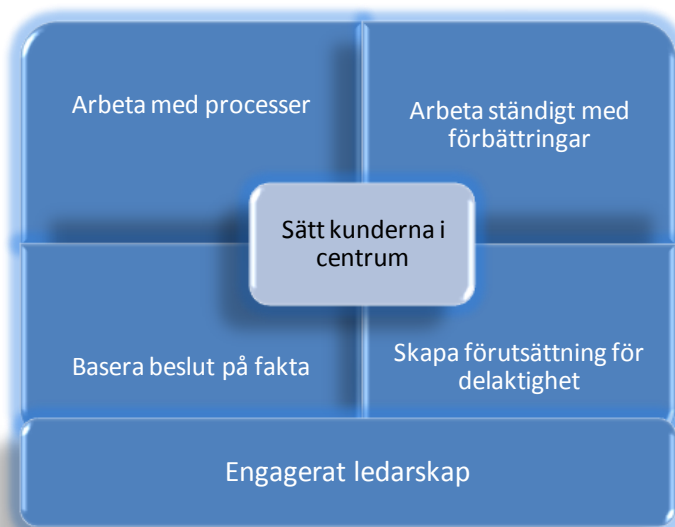 Arbeta med processer
Arbeta ständigt med
förbättringar
Sätt kunderna i
centrum
Basera beslut på fakta
Skapa förutsättning för
delaktighet
Engagerat ledarskap